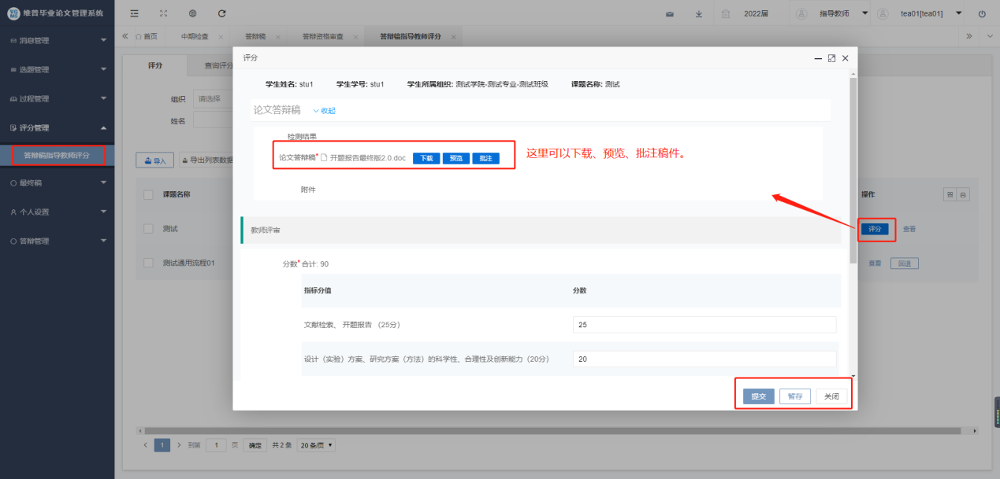 维普毕业论文管理系统
2022届 指导教师 tea01[tea01]
首页 中期检查 答辩稿 答辩资格审查 答辩稿指导教师评分
消息管理
选题管理
过程管理
评分管理
答辩稿指导教师评分
最终稿
个人设置
答辩管理
评分 查询评分
组织 请选择
姓名
导入 导出列表数据
课题名称 操作
测试 评分 查看
测试通用流程01 查看 回退
评分
学生姓名: stu1 学生学号: stu1 学生所属组织: 测试学院-测试专业-测试班级 课题名称: 测试
论文答辩稿 收起
检测结果
论文答辩稿* 开题报告最终版2.0.doc 下载 预览 批注
这里可以下载、预览、批注稿件。
附件
教师评审
分数* 合计: 90
指标分值 分数
文献检索、 开题报告 （25分） 25
设计（实验）方案、研究方案（方法）的科学性、合理性及创新能力（20分） 20
提交 暂存 关闭
1 到第 1 页 确定 共 2 条 20 条/页